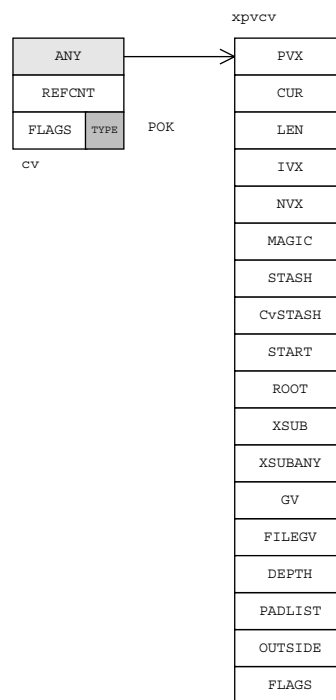 xpvcv
ANY
REFCNT
FLAGS TYPE POK
cv
PVX
CUR
LEN
IVX
NVX
MAGIC
STASH
CvSTASH
START
ROOT
XSUB
XSUBANY
GV
FILEGV
DEPTH
PADLIST
OUTSIDE
FLAGS